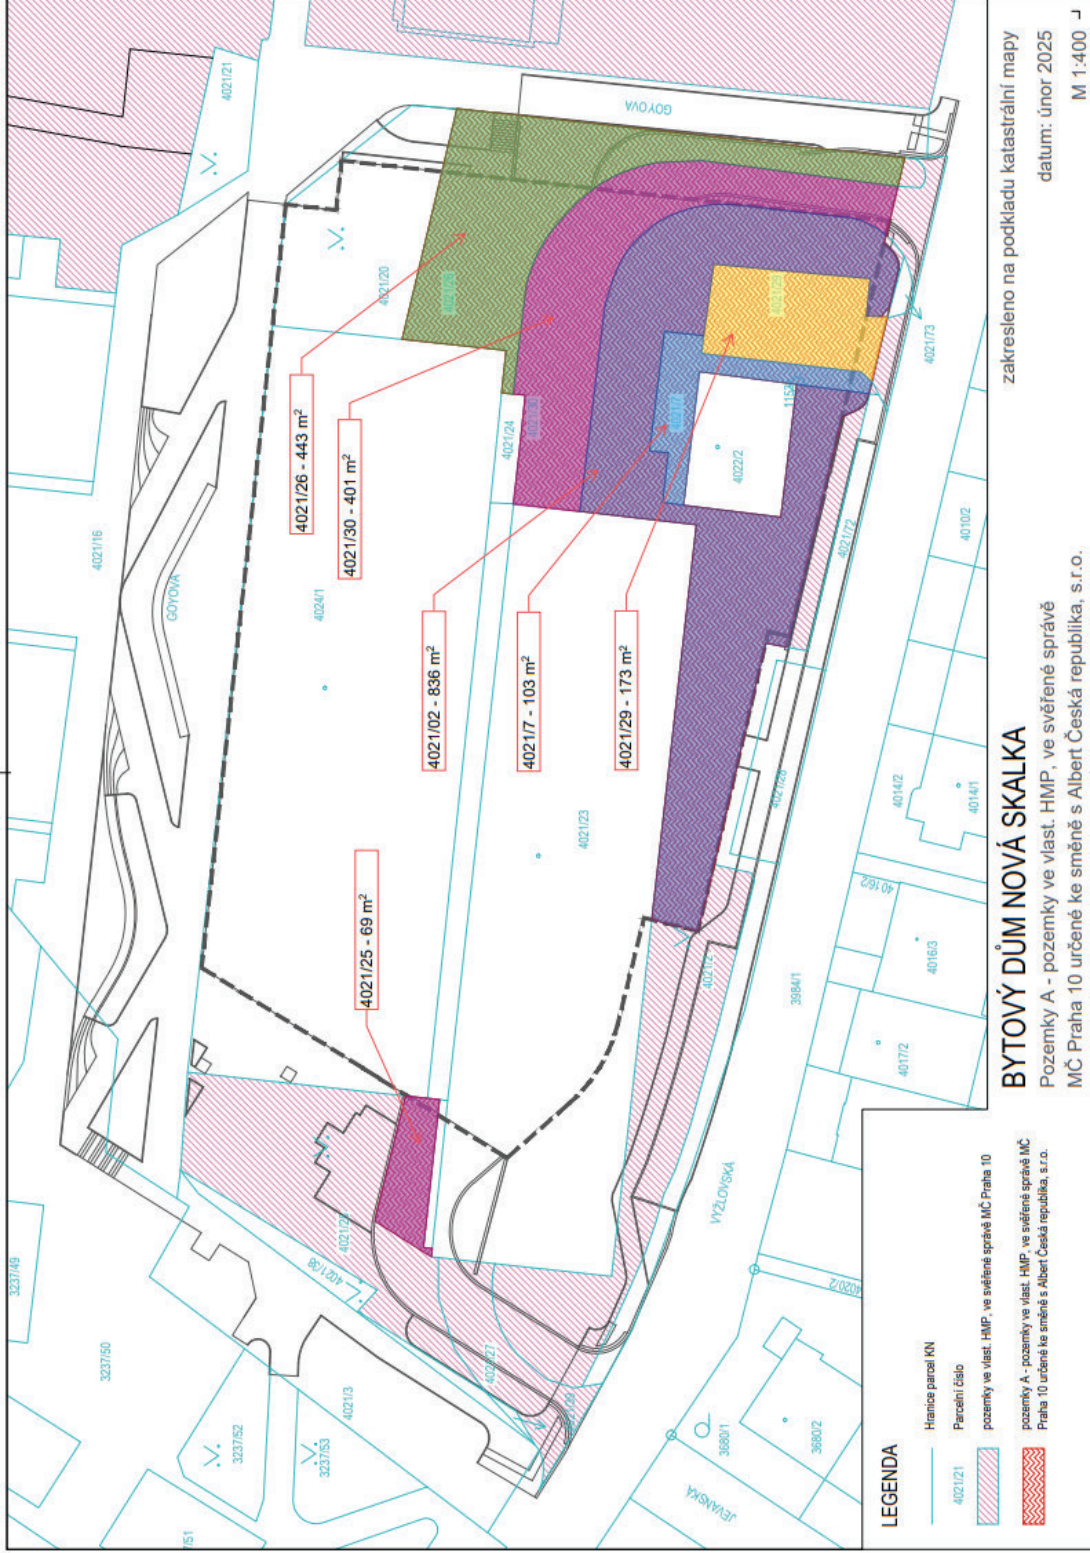 BYTOVÝ DŮM NOVÁ SKALKA
Pozemky A - pozemky ve vlast. HMP, ve svěřené správě
MČ Praha 10 určené ke směně s Albert Česká republika, s.r.o.
zakresleno na podkladu katastrální mapy
datum: únor 2025
M 1:400
LEGENDA
Hranice parcel KN
4021/21 Parcelní číslo
pozemky ve vlast. HMP, ve svěřené správě MČ Praha 10
pozemky A - pozemky ve vlast. HMP, ve svěřené správě MČ
Praha 10 určené ke směně s Albert Česká republika, s.r.o.
4021/25 - 69 m²
4021/26 - 443 m²
4021/30 - 401 m²
4021/02 - 836 m²
4021/7 - 103 m²
4021/29 - 173 m²
3237/49
3237/50
3237/52
3237/53
4021/3
4021/38
4021/16
GOYOVA
4021/21
4024/1
4021/20
4021/24
4021/23
GOYOVA
4022/2
4021/72
4021/73
4021/28
4021/2
3984/1
VYŽLOVSKÁ
4010/2
4014/2
4014/1
4016/2
4016/3
4017/2
4020/2
3680/1
3680/2
JEVANSKÁ